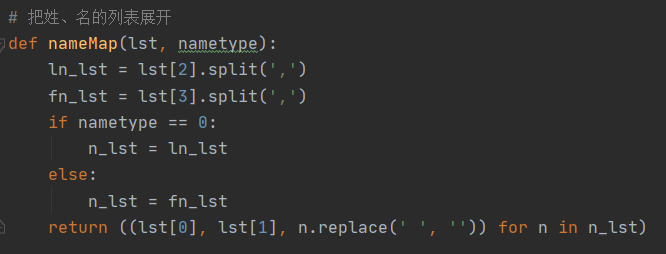 # 把姓、名的列表展开
def nameMap(lst, nametype):
    ln_lst = lst[2].split(',')
    fn_lst = lst[3].split(',')
    if nametype == 0:
        n_lst = ln_lst
    else:
        n_lst = fn_lst
    return ((lst[0], lst[1], n.replace(' ', '')) for n in n_lst)